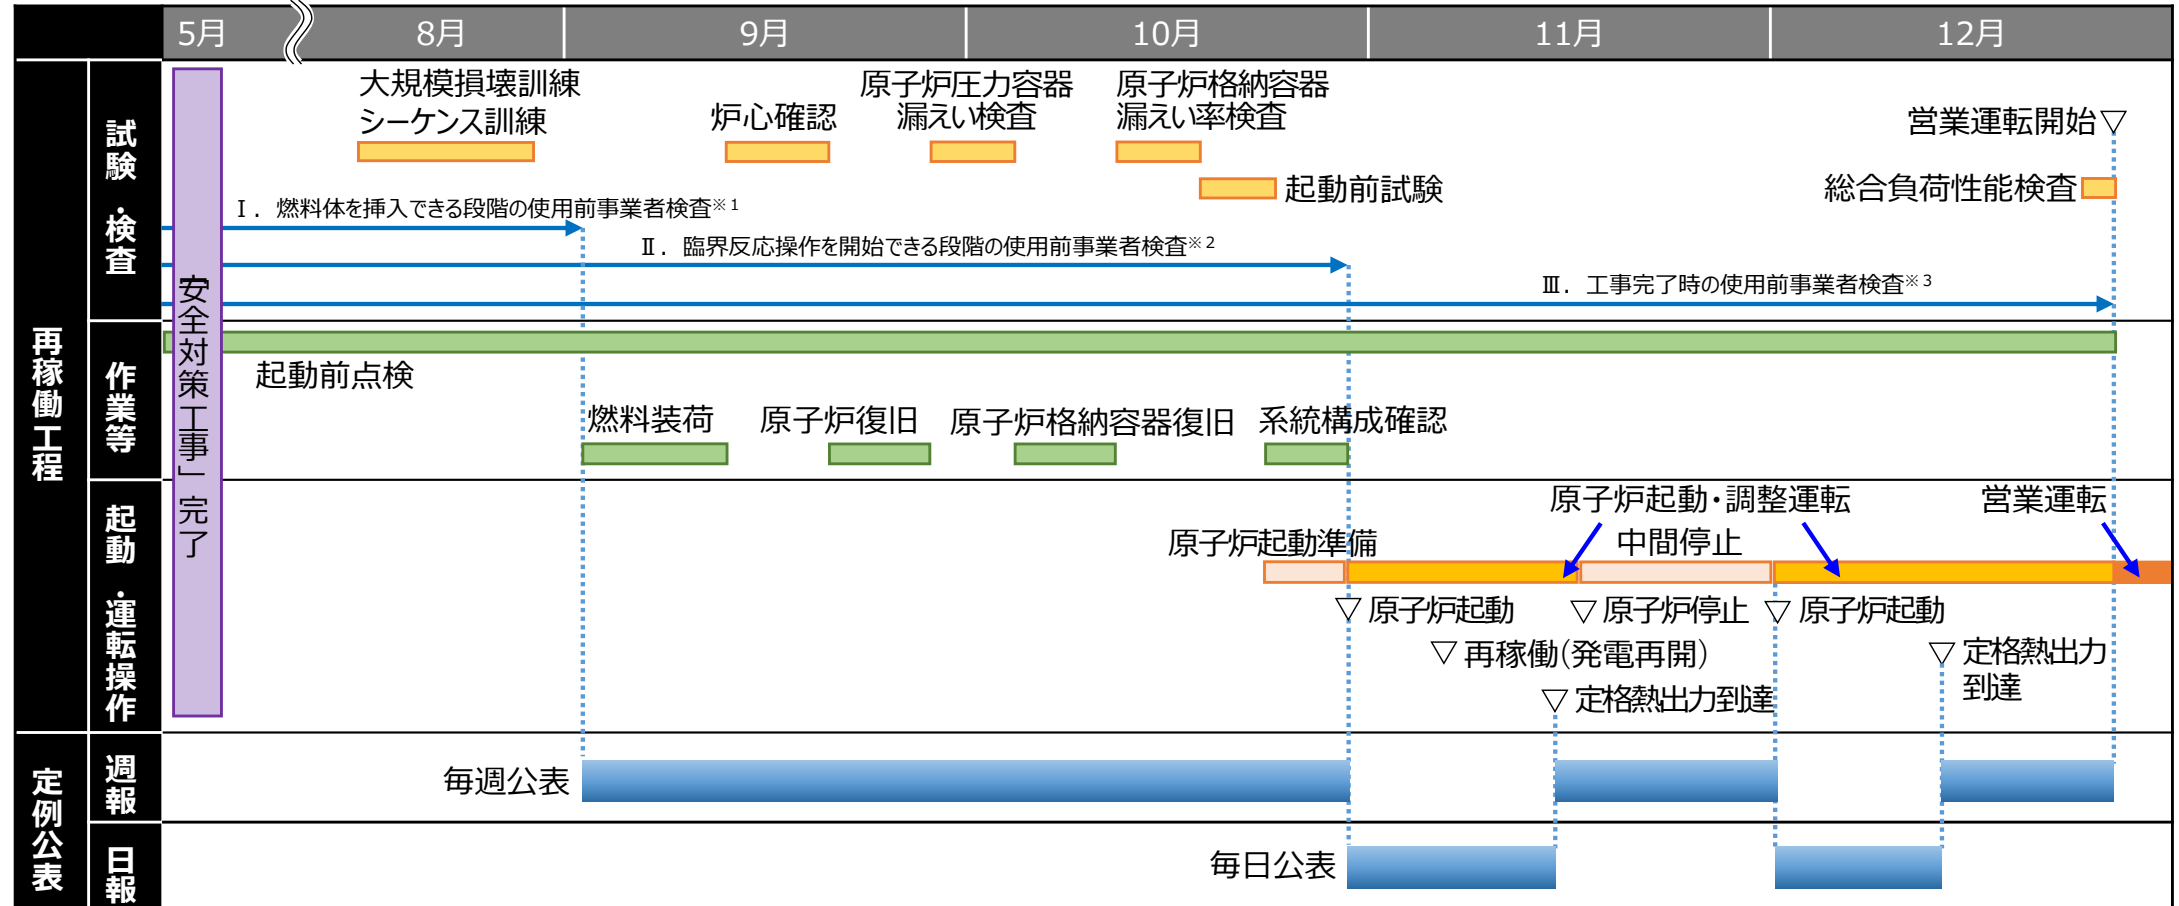 5月
8月
9月
10月
11月
12月
再稼働工程
試験・検査
大規模損壊訓練
シーケンス訓練
炉心確認
原子炉圧力容器
漏えい検査
原子炉格納容器
漏えい率検査
営業運転開始▽
起動前試験
総合負荷性能検査
Ⅰ．燃料体を挿入できる段階の使用前事業者検査※1
Ⅱ．臨界反応操作を開始できる段階の使用前事業者検査※2
Ⅲ．工事完了時の使用前事業者検査※3
「安全対策工事」完了
作業等
起動前点検
燃料装荷
原子炉復旧
原子炉格納容器復旧
系統構成確認
起動・運転操作
原子炉起動・調整運転
営業運転
原子炉起動準備
中間停止
▽原子炉起動
▽原子炉停止
▽原子炉起動
▽再稼働(発電再開)
▽定格熱出力
到達
▽定格熱出力到達
定例公表
週報
毎週公表
日報
毎日公表